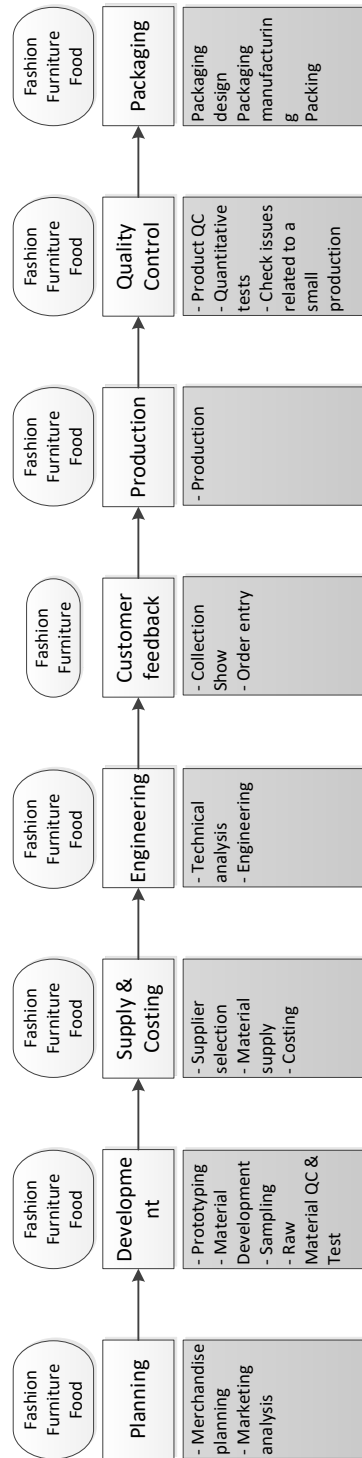 Fashion
Furniture
Food
Planning
- Merchandise
planning
- Marketing
analysis
Fashion
Furniture
Food
Developme
nt
- Prototyping
- Material
Development
- Sampling
- Raw
Material QC &
Test
Fashion
Furniture
Food
Supply &
Costing
- Supplier
selection
- Material
supply
- Costing
Fashion
Furniture
Food
Engineering
- Technical
analysis
- Engineering
Fashion
Furniture
Customer
feedback
- Collection
Show
- Order entry
Fashion
Furniture
Food
Production
- Production
Fashion
Furniture
Food
Quality
Control
- Product QC
- Quantitative
tests
- Check issues
related to a
small
production
Fashion
Furniture
Food
Packaging
Packaging
design
Packaging
manufacturin
g
Packing